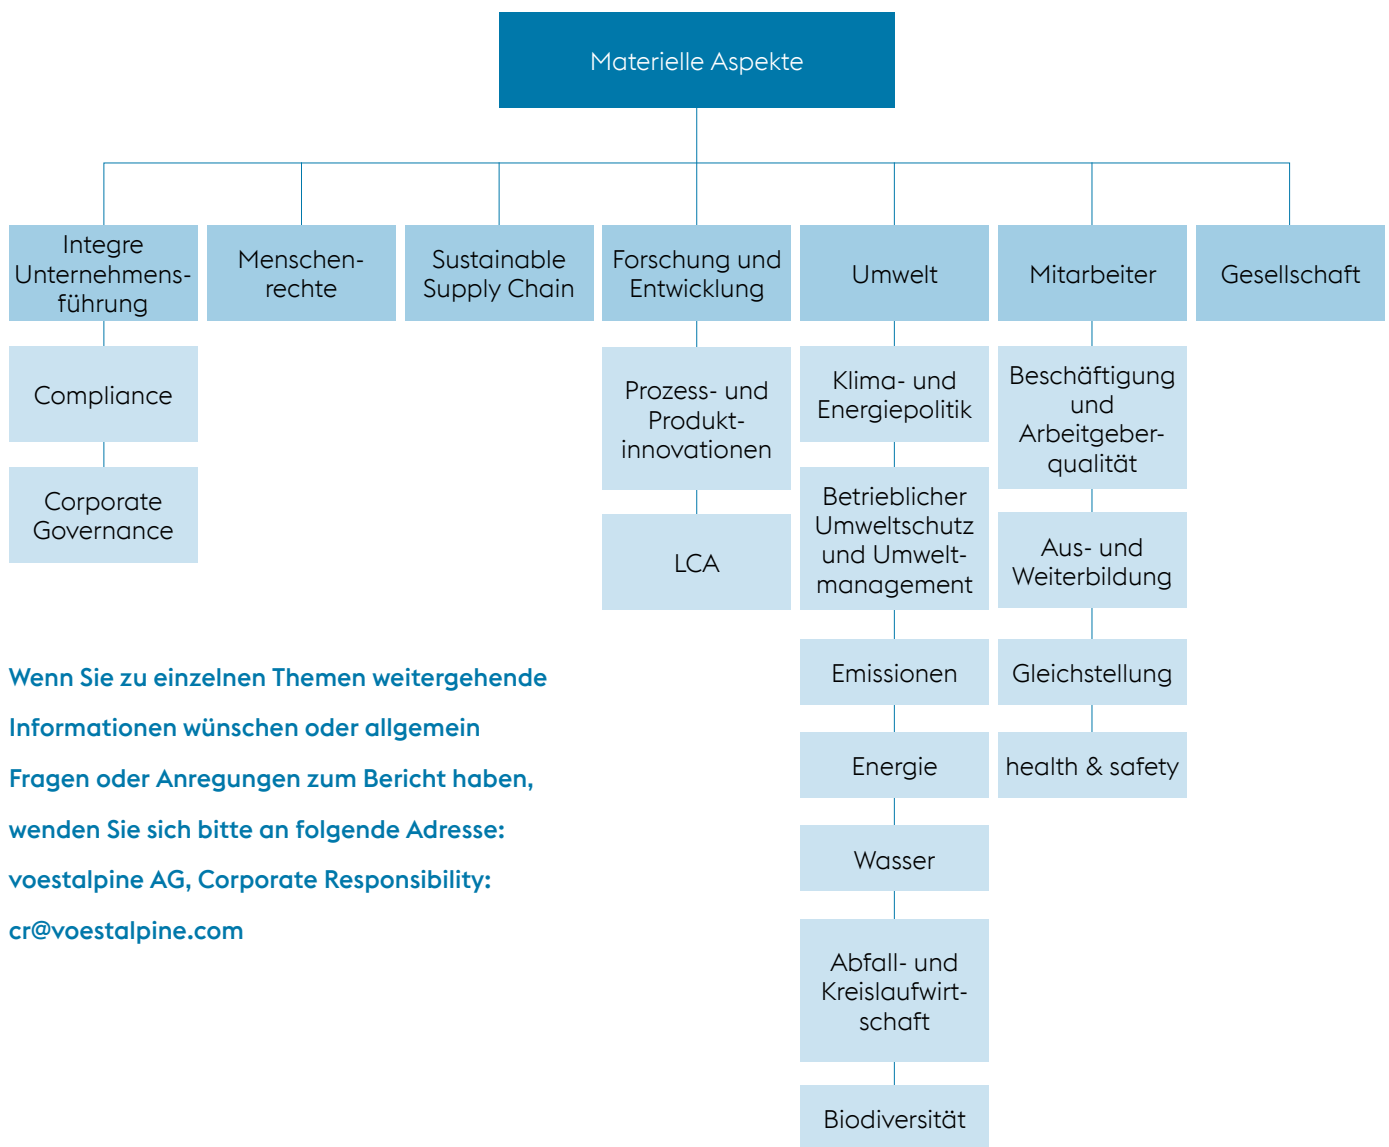 Materielle Aspekte
Integre
Unternehmens-
führung
Menschen-
rechte
Sustainable
Supply Chain
Forschung und
Entwicklung
Umwelt
Mitarbeiter
Gesellschaft
Compliance
Corporate
Governance
Prozess- und
Produkt-
innovationen
LCA
Klima- und
Energiepolitik
Betrieblicher
Umweltschutz
und Umwelt-
management
Emissionen
Energie
Wasser
Abfall- und
Kreislaufwirt-
schaft
Biodiversität
Beschäftigung
und
Arbeitgeber-
qualität
Aus- und
Weiterbildung
Gleichstellung
health & safety
Wenn Sie zu einzelnen Themen weitergehende
Informationen wünschen oder allgemein
Fragen oder Anregungen zum Bericht haben,
wenden Sie sich bitte an folgende Adresse:
voestalpine AG, Corporate Responsibility:
cr@voestalpine.com